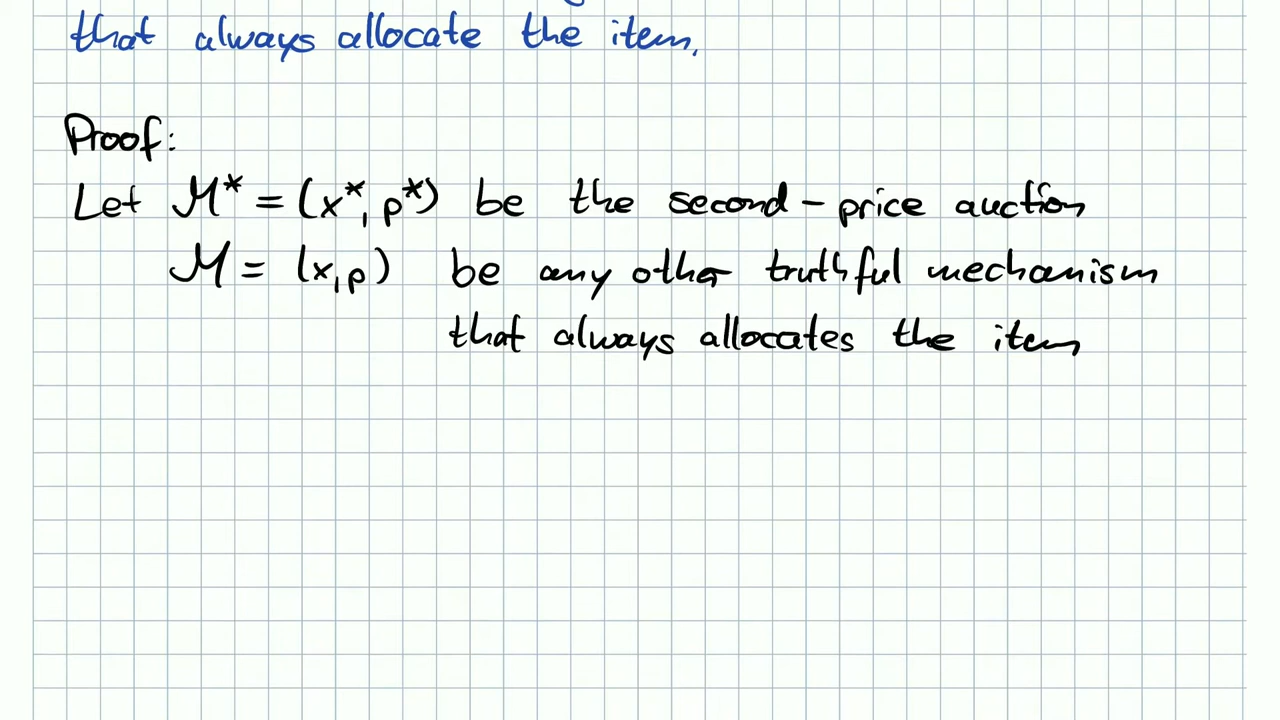 that always allocate the item.
Proof:
Let M* = (x*, p*) be the second-price auction
M = (x, p) be any other truthful mechanism
that always allocates the item